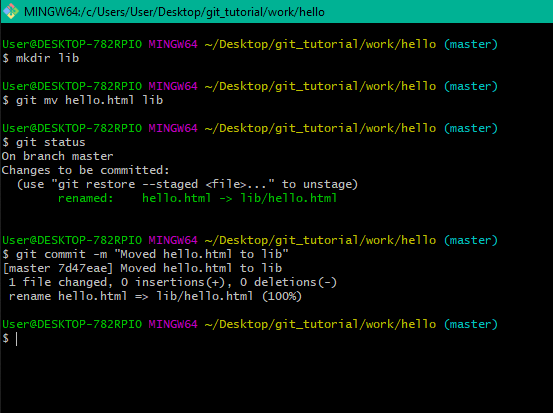 MINGW64:/c/Users/User/Desktop/git_tutorial/work/hello
User@DESKTOP-782RPIO MINGW64 ~/Desktop/git_tutorial/work/hello (master)
$ mkdir lib
User@DESKTOP-782RPIO MINGW64 ~/Desktop/git_tutorial/work/hello (master)
$ git mv hello.html lib
User@DESKTOP-782RPIO MINGW64 ~/Desktop/git_tutorial/work/hello (master)
$ git status
On branch master
Changes to be committed:
  (use "git restore --staged <file>..." to unstage)
        renamed:    hello.html -> lib/hello.html
User@DESKTOP-782RPIO MINGW64 ~/Desktop/git_tutorial/work/hello (master)
$ git commit -m "Moved hello.html to lib"
[master 7d47eae] Moved hello.html to lib
 1 file changed, 0 insertions(+), 0 deletions(-)
 rename hello.html => lib/hello.html (100%)
User@DESKTOP-782RPIO MINGW64 ~/Desktop/git_tutorial/work/hello (master)
$